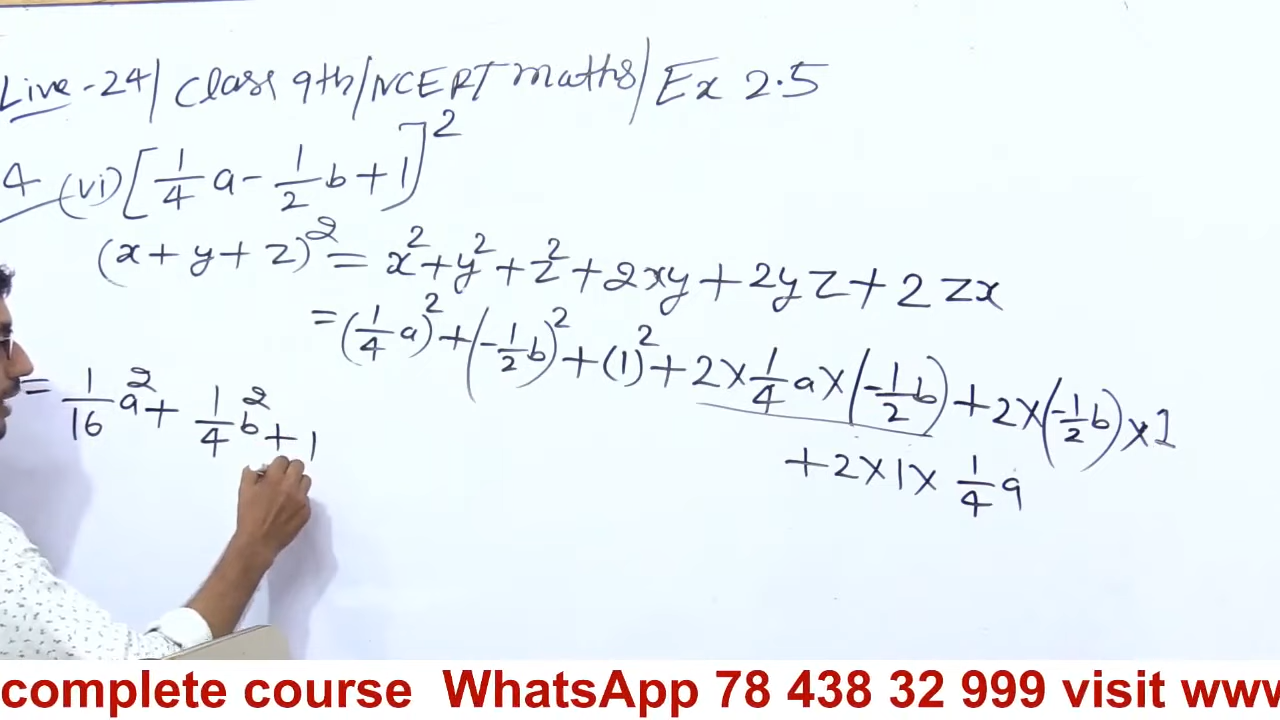 Live-24/ Class 9th/NCERT maths/ Ex 2.5
4 (vi) [1/4 a - 1/2 b + 1]²
(x + y + z)² = x² + y² + z² + 2xy + 2yz + 2zx
= (1/4 a)² + (-1/2 b)² + (1)² + 2 × 1/4 a × (-1/2 b) + 2 × (-1/2 b) × 1
+ 2 × 1 × 1/4 a
= 1/16 a² + 1/4 b² + 1
complete course WhatsApp 78 438 32 999 visit www